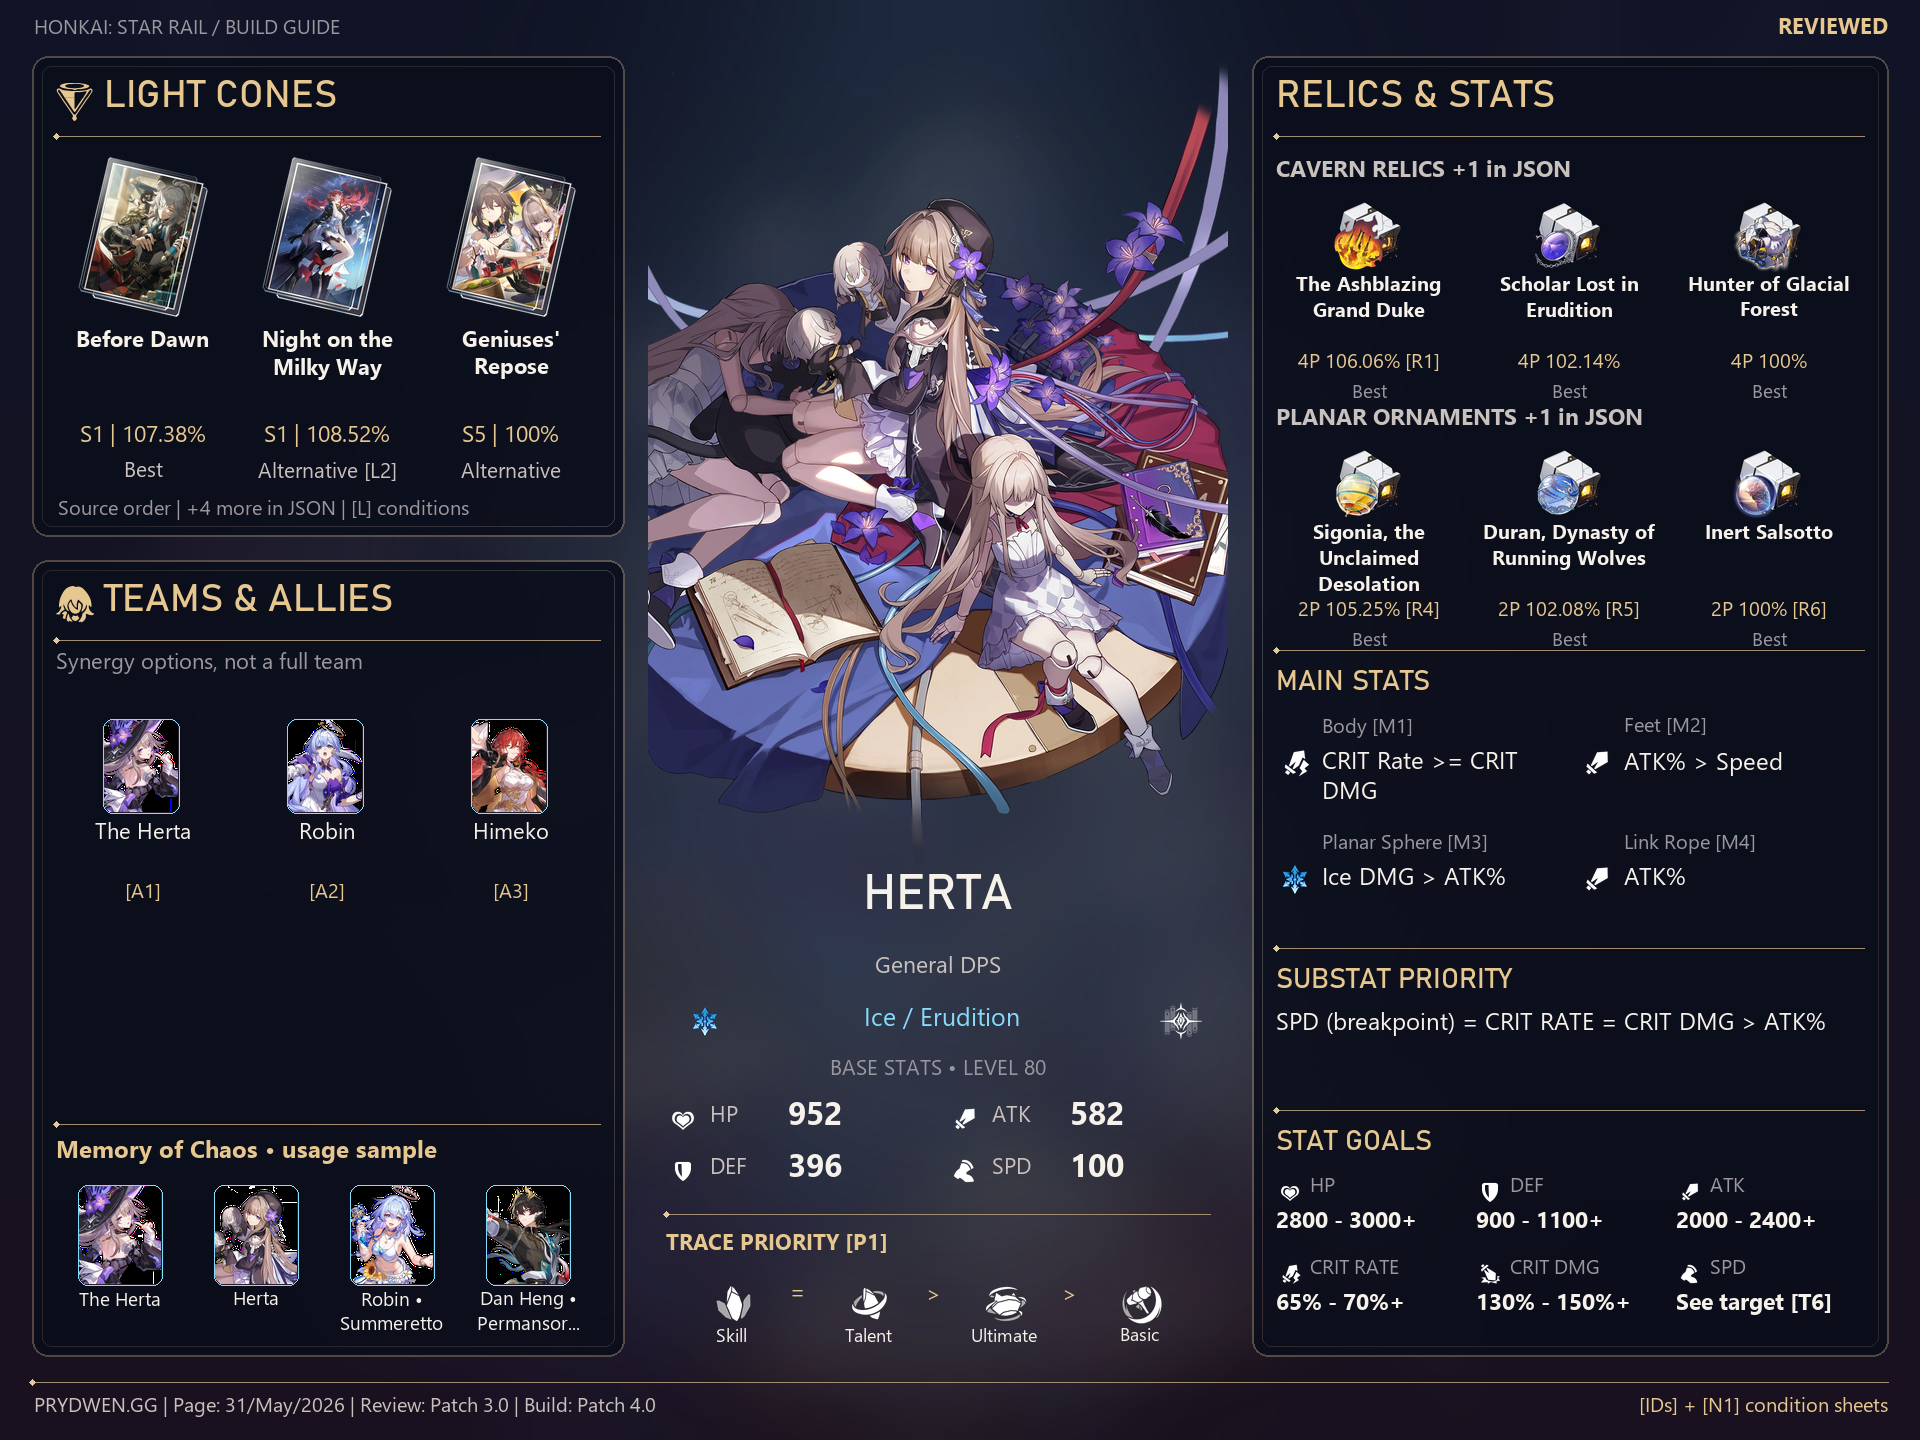 HONKAI: STAR RAIL / BUILD GUIDE
REVIEWED
LIGHT CONES
Before Dawn
Night on the
Milky Way
Geniuses'
Repose
S1 | 107.38%
S1 | 108.52%
S5 | 100%
Best
Alternative [L2]
Alternative
Source order | +4 more in JSON | [L] conditions
TEAMS & ALLIES
Synergy options, not a full team
The Herta
Robin
Himeko
[A1]
[A2]
[A3]
Memory of Chaos • usage sample
The Herta
Herta
Robin •
Summeretto
Dan Heng •
Permansor...
HERTA
General DPS
Ice / Erudition
BASE STATS • LEVEL 80
HP 952
ATK 582
DEF 396
SPD 100
TRACE PRIORITY [P1]
= > >
Skill
Talent
Ultimate
Basic
RELICS & STATS
CAVERN RELICS +1 in JSON
The Ashblazing
Grand Duke
Scholar Lost in
Erudition
Hunter of Glacial
Forest
4P 106.06% [R1]
4P 102.14%
4P 100%
Best
Best
Best
PLANAR ORNAMENTS +1 in JSON
Sigonia, the
Unclaimed
Desolation
Duran, Dynasty of
Running Wolves
Inert Salsotto
2P 105.25% [R4]
2P 102.08% [R5]
2P 100% [R6]
Best
Best
Best
MAIN STATS
Body [M1]
CRIT Rate >= CRIT
DMG
Feet [M2]
ATK% > Speed
Planar Sphere [M3]
Ice DMG > ATK%
Link Rope [M4]
ATK%
SUBSTAT PRIORITY
SPD (breakpoint) = CRIT RATE = CRIT DMG > ATK%
STAT GOALS
HP
2800 - 3000+
DEF
900 - 1100+
ATK
2000 - 2400+
CRIT RATE
65% - 70%+
CRIT DMG
130% - 150%+
SPD
See target [T6]
PRYDWEN.GG | Page: 31/May/2026 | Review: Patch 3.0 | Build: Patch 4.0
[IDs] + [N1] condition sheets